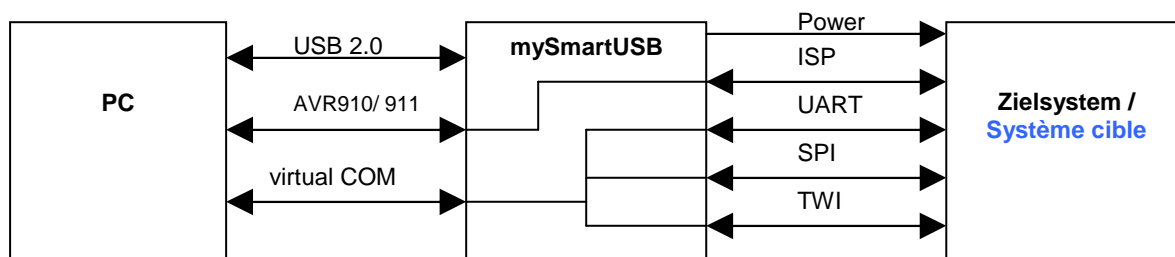 PC
USB 2.0
AVR910/ 911
virtual COM
mySmartUSB
Power
ISP
UART
SPI
TWI
Zielsystem /
Système cible